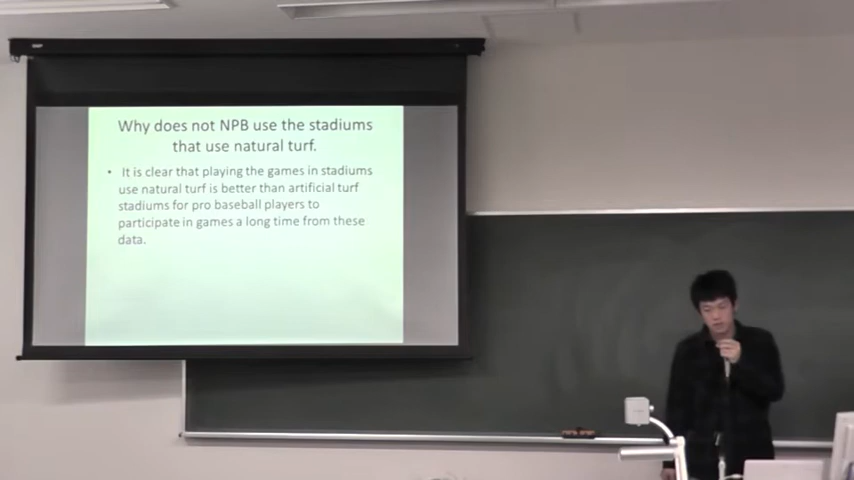 Why does not NPB use the stadiums
that use natural turf.
• It is clear that playing the games in stadiums
use natural turf is better than artificial turf
stadiums for pro baseball players to
participate in games a long time from these
data.